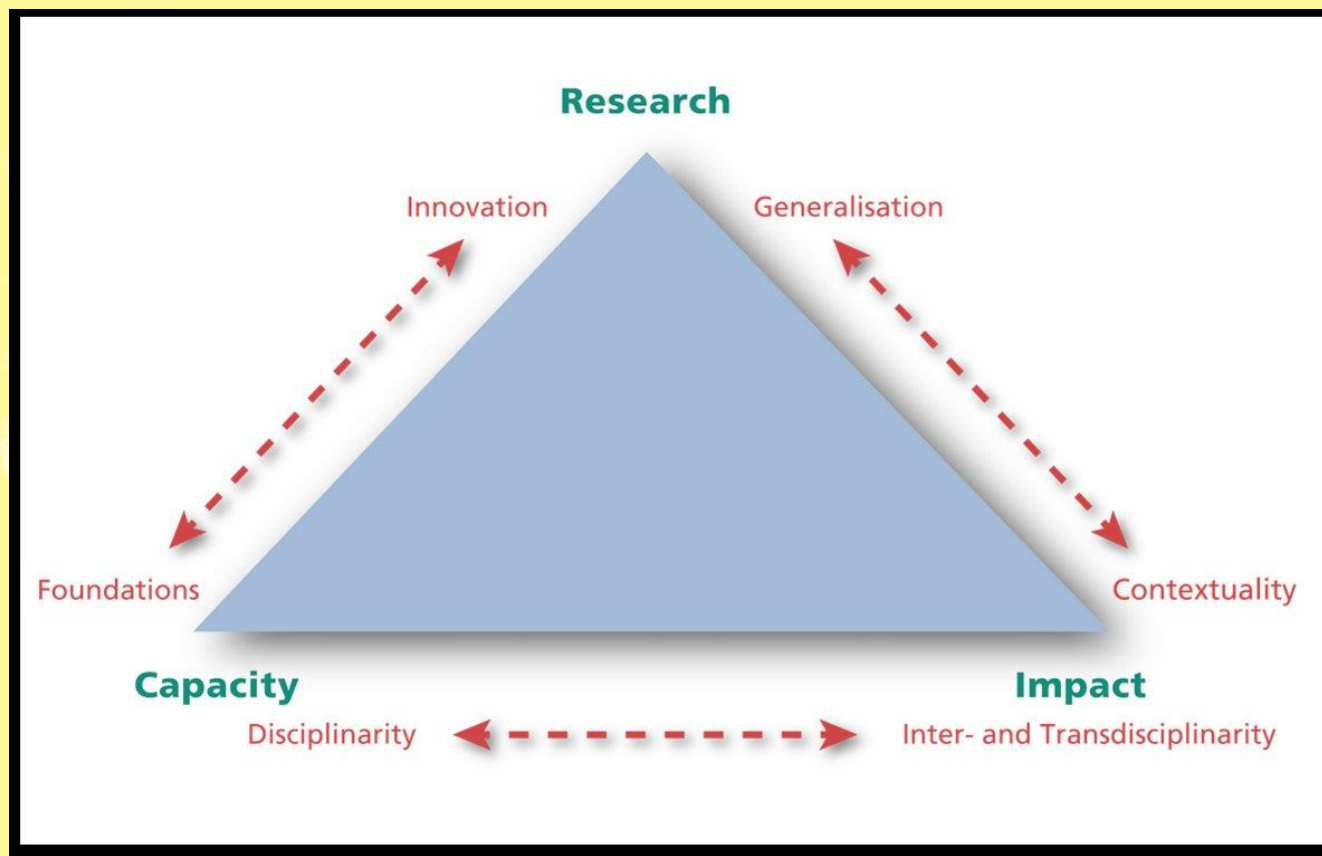 Research
Innovation
Generalisation
Foundations
Contextuality
Capacity
Impact
Disciplinarity
Inter- and Transdisciplinarity